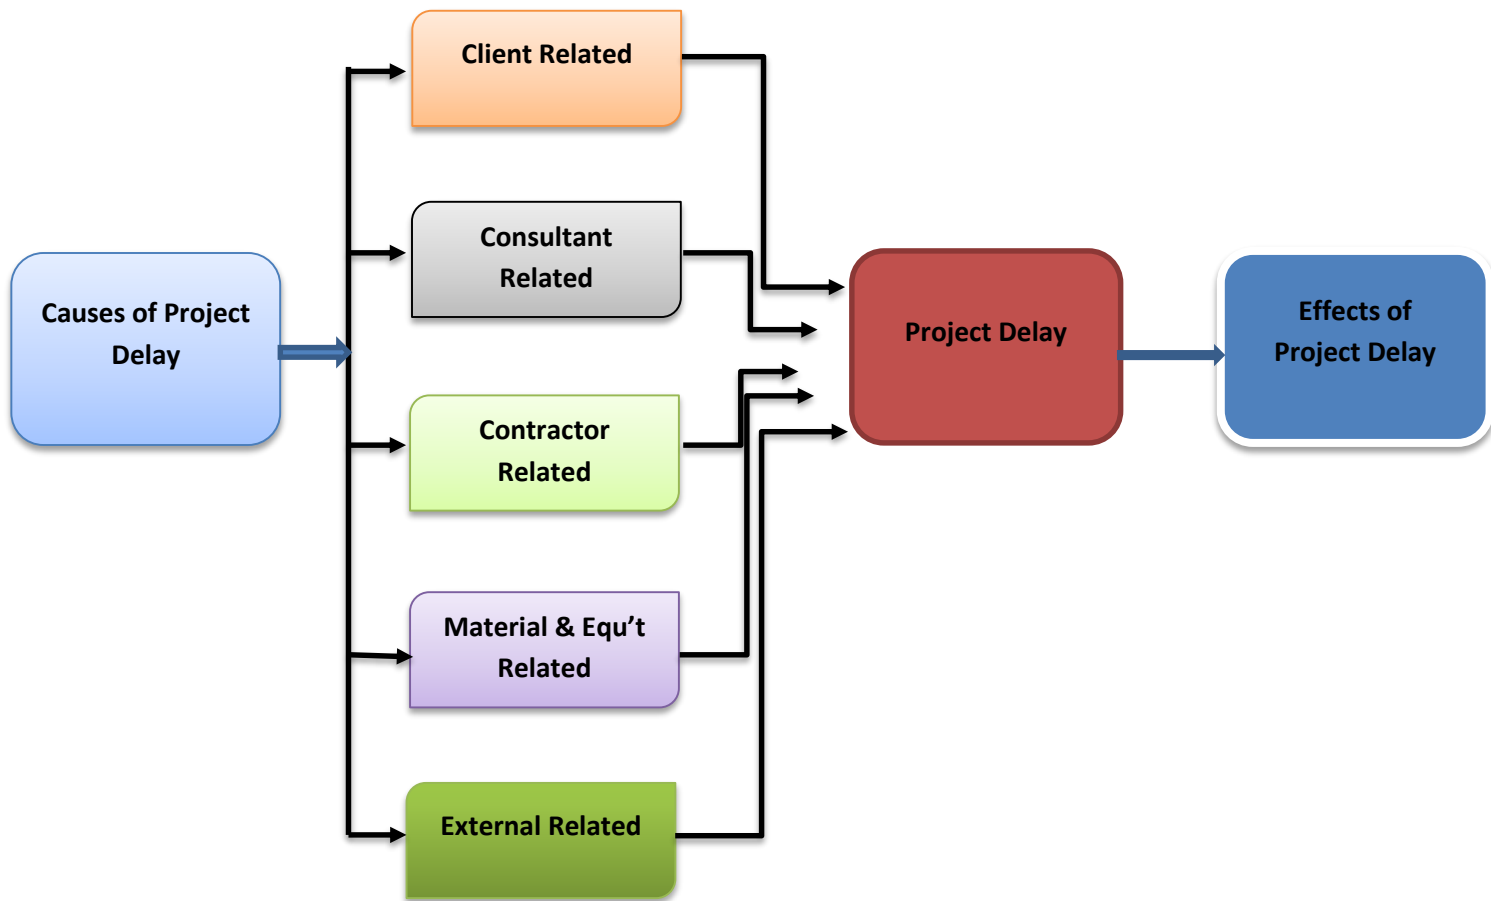 Causes of Project
Delay
Client Related
Consultant
Related
Contractor
Related
Material & Equ’t
Related
External Related
Project Delay
Effects of
Project Delay